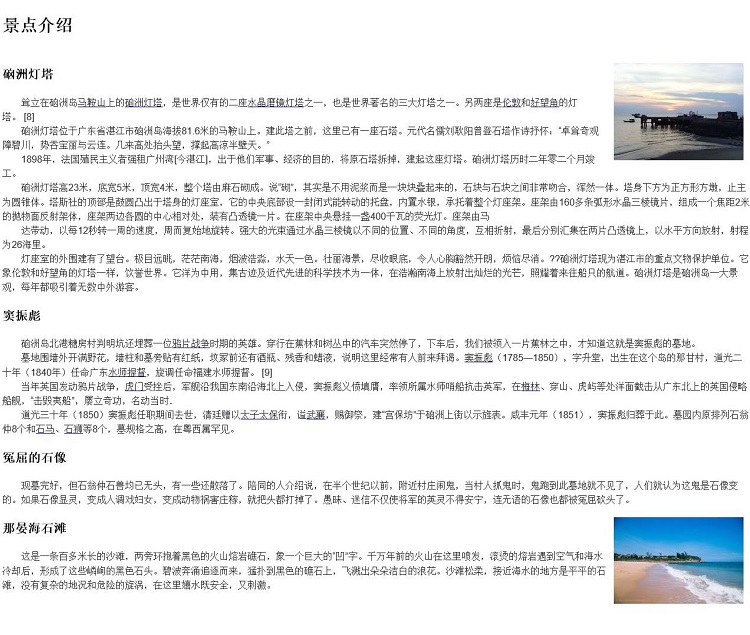 景点介绍
硇洲灯塔
耸立在硇洲岛马鞍山上的硇洲灯塔，是世界仅有的二座水晶磨镜灯塔之一，也是世界著名的三大灯塔之一。另两座是伦敦和好望角的灯
塔。 [8]
硇洲灯塔位于广东省湛江市硇洲岛海拔81.6米的马鞍山上。建此塔之前，这里已有一座石塔。元代名儒刘耿阳曾登石塔作诗抒怀，“卓耸奇观
障碧川，势吞宝丽与云连。几来高处抬头望，撑起高凉半壁天。”
1898年，法国殖民主义者强租广州湾[今湛江]，出于他们军事、经济的目的，将原石塔拆掉，建起这座灯塔。硇洲灯塔历时二年零二个月竣
工。
硇洲灯塔高23米，底宽5米，顶宽4米，整个塔由麻石砌成。说"砌"，其实是不用泥浆而是一块块叠起来的，石块与石块之间非常吻合，浑然一体。塔身下方为正方形方墩，止主
为圆锥体。塔斯社的顶部是鼓圆凸出于塔身的灯座室，它的中央底部设一封闭式能转动的托盘，内置水银，承托着整个灯座架。座架由160多条弧形水晶三棱镜片，组成一个焦距2米
的抛物面反射架体，座架两边各圆的中心相对处，装有凸透镜一片。在座架中央悬挂一盏400千瓦的荧光灯。座架由马
达带动，以每12秒转一周的速度，周而复始地旋转。强大的光束通过水晶三棱镜以不同的位置、不同的角度，互相折射，最后分别汇集在两片凸透镜上，以水平方向放射，射程
为26海里。
灯座室的外围建有了望台。极目远眺，茫茫南海，烟波浩淼，水天一色。壮丽海景，尽收眼底，令人心胸豁然开朗，烦恼尽消。??硇洲灯塔现为湛江市的重点文物保护单位。它
象伦敦和好望角的灯塔一样，饮誉世界。它洋为中用，集古迹及近代先进的科学技术为一体，在浩瀚南海上放射出灿烂的光芒，照耀着来往船只的航道。硇洲灯塔是硇洲岛一大景
观，每年都吸引着无数中外游客。
窦振彪
硇洲岛北港糖房村判明坑还埋葬一位鸦片战争时期的英雄。穿行在蕉林和树丛中的汽车突然停了，下车后，我们被领入一片蕉林之中，才知道这就是窦振彪的墓地。
墓地围墙外开满野花，墙柱和墓旁贴有红纸，坟冢前还有酒瓶、残香和蜡液，说明这里经常有人前来拜谒。窦振彪（1785—1850），字升堂，出生在这个岛的那甘村，道光二
十年（1840年）任命广东水师提督，旋调任命福建水师提督。 [9]
当年英国发动鸦片战争，虎门受挫后，军舰沿我国东南沿海北上入侵，窦振彪义愤填膺，率领所属水师哨船抗击英军，在梅林、穿山、虎屿等处洋面截击从广东北上的英国侵略
船舰，"击毁夷船"，屡立奇功，名动当时．
道光三十年（1850）窦振彪任职期间去世，清廷赠以太子太保衔，谥武襄，赐御祭，建"宫保坊"于硇洲上街以示旌表。咸丰元年（1851），窦振彪归葬于此。墓园内原排列石翁
仲8个和石马、石狮等8个，墓规格之高，在粤西属罕见。
冤屈的石像
现墓完好，但石翁仲石兽均已无头，有一些还散落了。陪同的人介绍说，在半个世纪以前，附近村庄闹鬼，当村人抓鬼时，鬼跑到此墓地就不见了，人们就认为这鬼是石像变
的。如果石像显灵，变成人调戏妇女，变成动物祸害庄稼，就把头都打掉了。愚昧、迷信不仅使将军的英灵不得安宁，连无语的石像也都被冤屈砍头了。
那晏海石滩
这是一条百多米长的沙滩，两旁环抱着黑色的火山熔岩礁石，象一个巨大的"凹"字。千万年前的火山在这里喷发，滚烫的熔岩遇到空气和海水
冷却后，形成了这些嶙峋的黑色石头。碧波奔涌追逐而来，猛扑到黑色的礁石上，飞溅出朵朵洁白的浪花。沙滩松柔，接近海水的地方是平平的石
滩，没有复杂的地况和危险的旋涡，在这里嬉水既安全，又刺激。